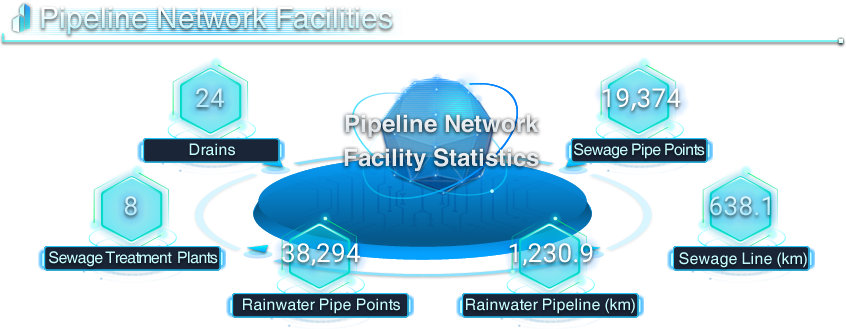 Pipeline Network Facilities
24
Drains
Pipeline Network
Facility Statistics
19,374
Sewage Pipe Points
8
Sewage Treatment Plants
638.1
Sewage Line (km)
38,294
Rainwater Pipe Points
1,230.9
Rainwater Pipeline (km)